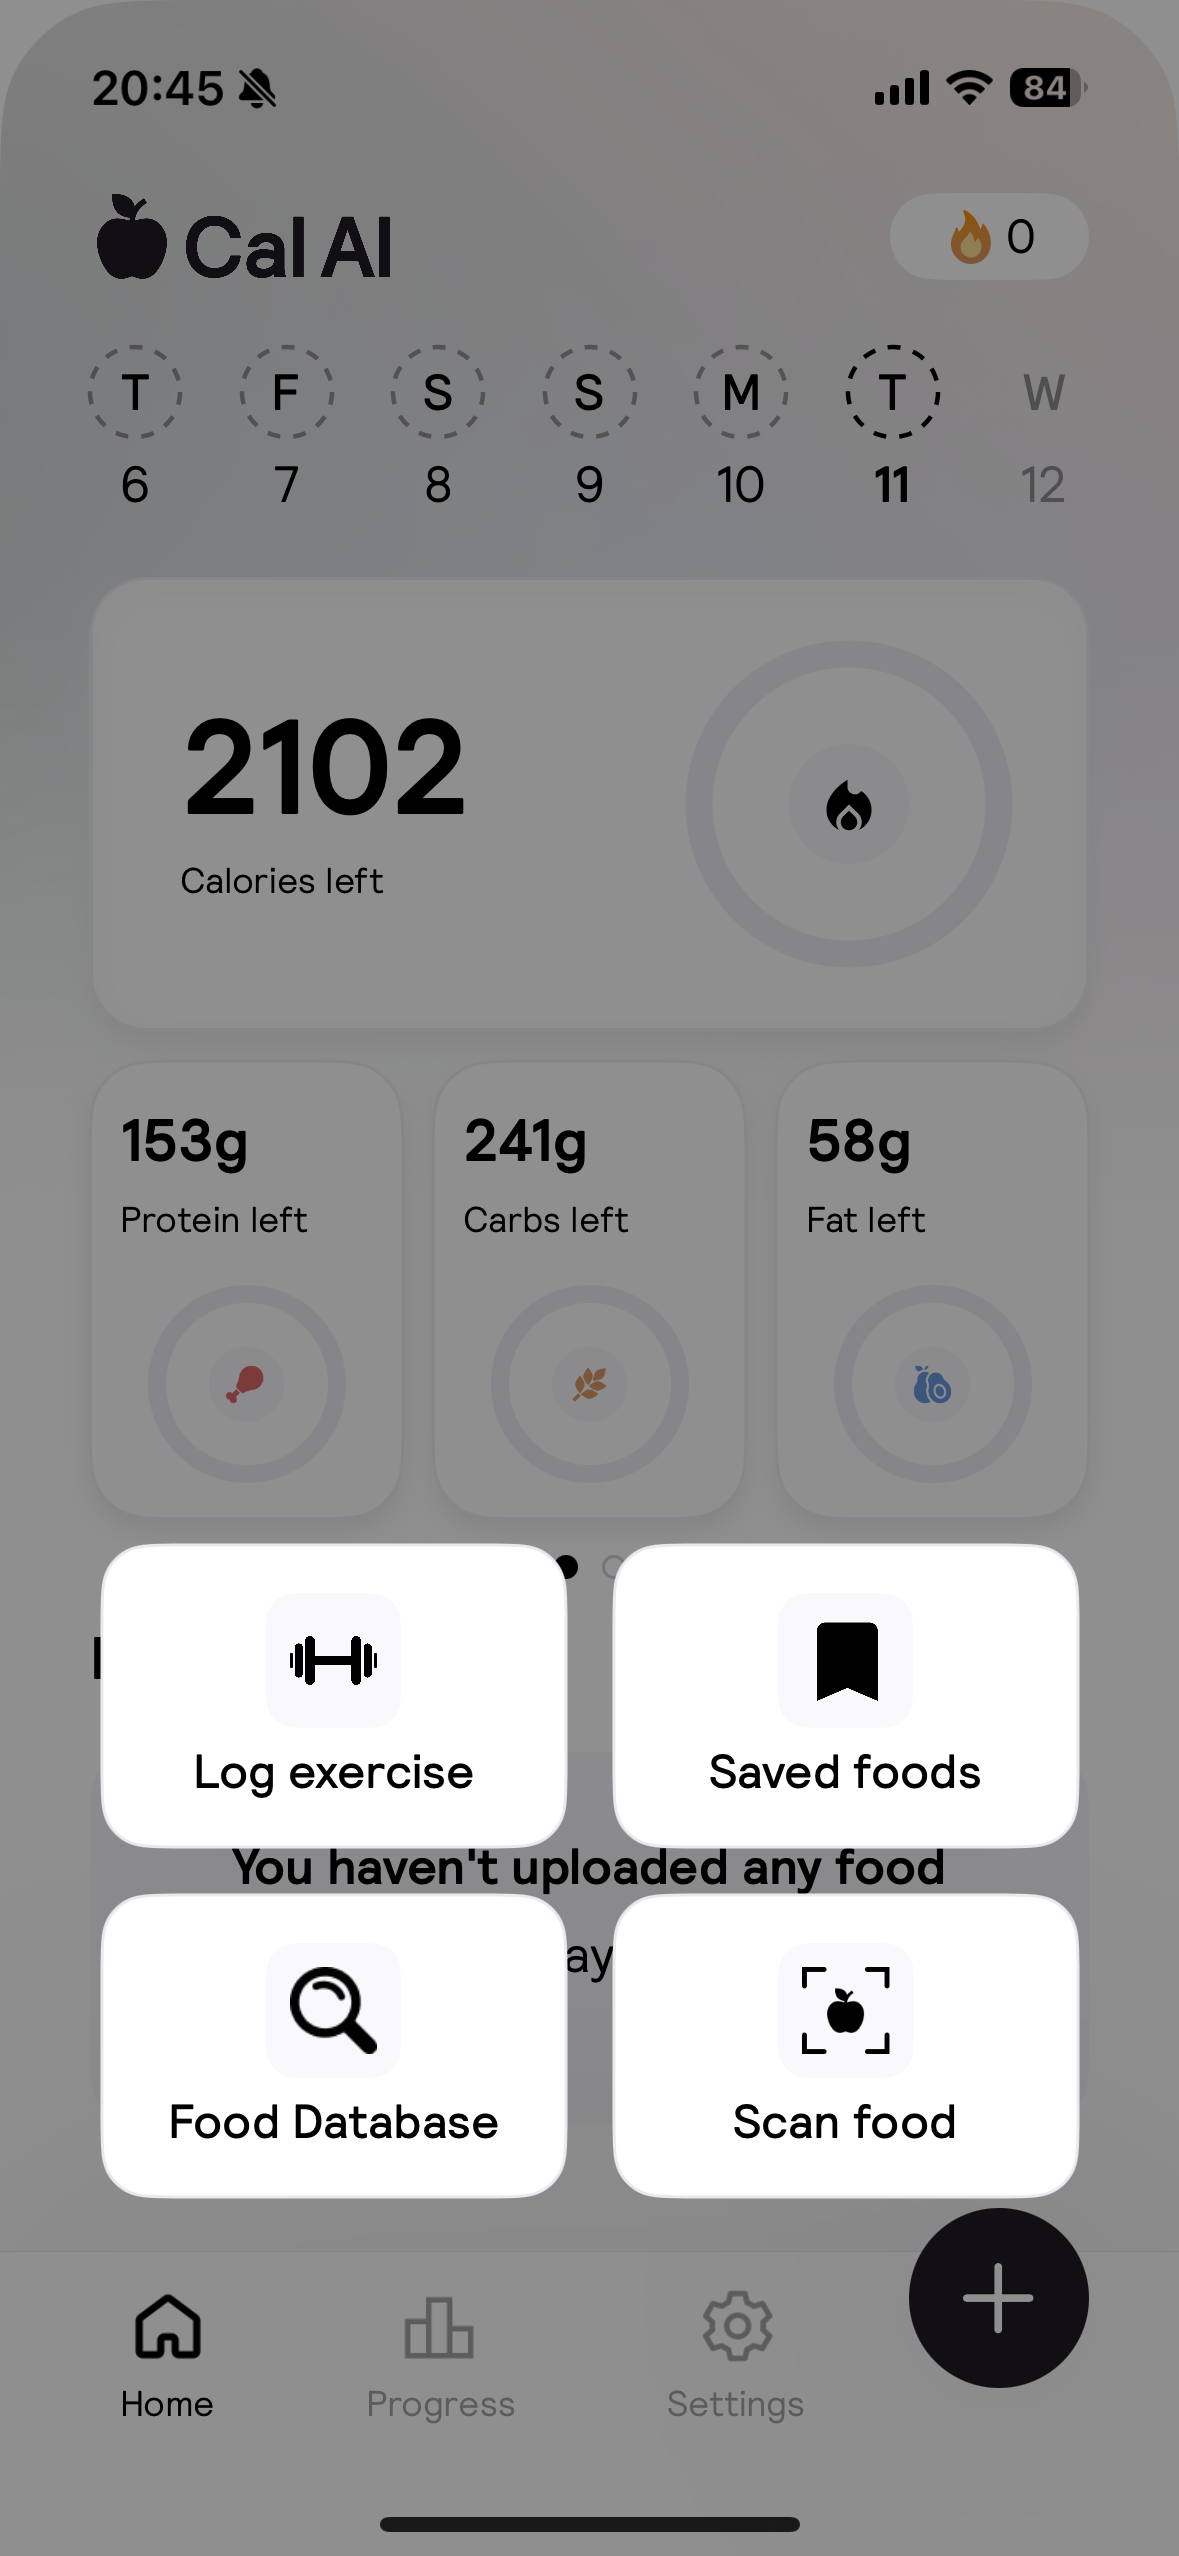 20:45 84
Cal AI 0
T F S S M T W
6 7 8 9 10 11 12
2102
Calories left
153g 241g 58g
Protein left Carbs left Fat left
Log exercise Saved foods
You haven't uploaded any food
Food Database Scan food
Home Progress Settings